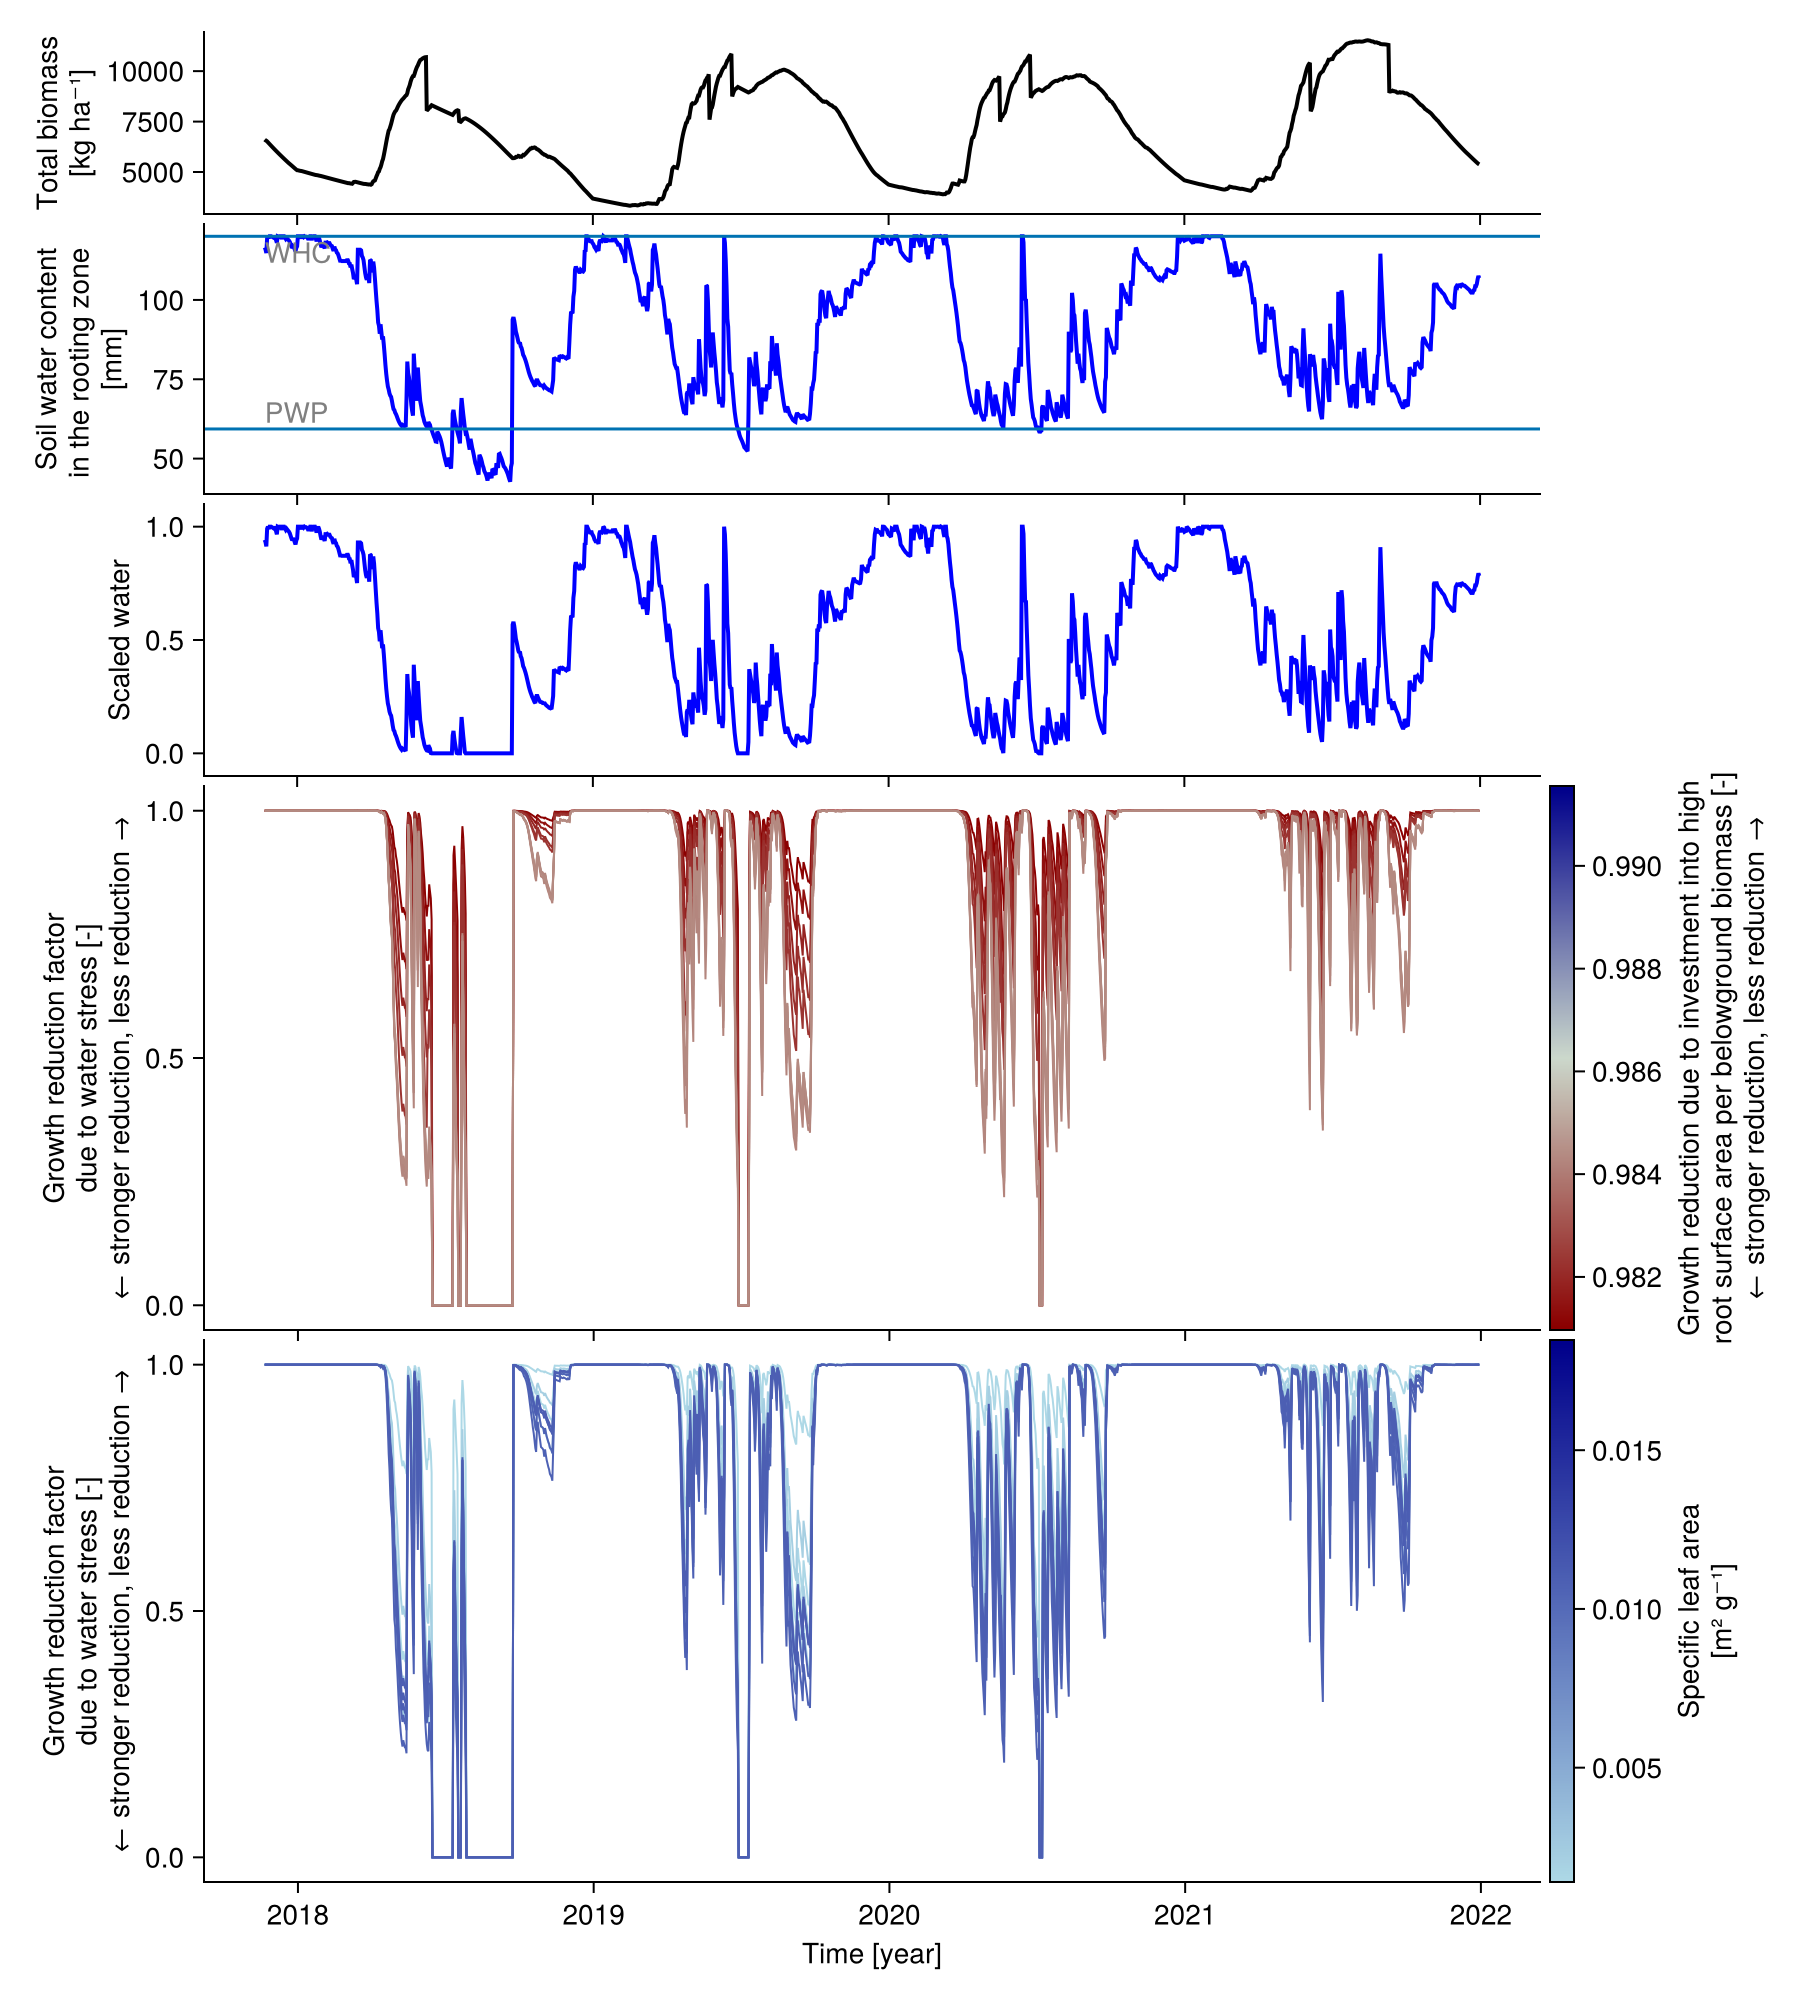 Total biomass
[kg ha⁻¹]
10000
7500
5000
Soil water content
in the rooting zone
[mm]
WHC
100
75
PWP
50
Scaled water
1.0
0.5
0.0
Growth reduction factor
due to water stress [-]
← stronger reduction, less reduction →
1.0
0.5
0.0
0.990
0.988
0.986
0.984
0.982
Growth reduction due to investment into high
root surface area per belowground biomass [-]
← stronger reduction, less reduction →
Growth reduction factor
due to water stress [-]
← stronger reduction, less reduction →
1.0
0.5
0.0
0.015
0.010
0.005
Specific leaf area
[m² g⁻¹]
2018
2019
2020
2021
2022
Time [year]